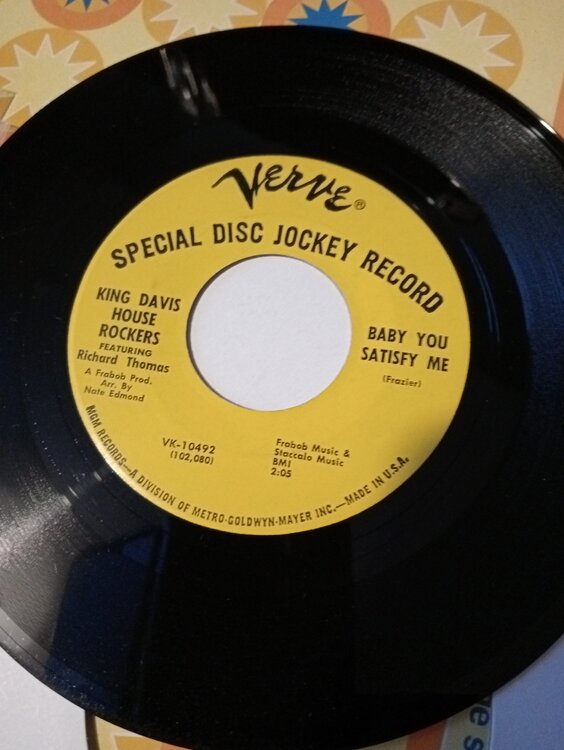 Verve®
SPECIAL DISC JOCKEY RECORD
KING DAVIS
HOUSE
ROCKERS
FEATURING
Richard Thomas
A Frabob Prod.
Arr. By
Nate Edmond
BABY YOU
SATISFY ME
(Frazier)
VK-10492
(102,080)
Frabob Music &
Staccalo Music
BMI
2:05
MGM RECORDS—A DIVISION OF METRO-GOLDWYN-MAYER INC.—MADE IN U.S.A.